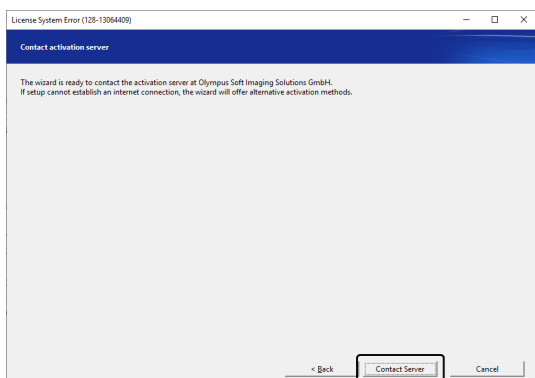 License System Error (128-13064409)
Contact activation server
The wizard is ready to contact the activation server at Olympus Soft Imaging Solutions GmbH.
If setup cannot establish an internet connection, the wizard will offer alternative activation methods.
< Back Contact Server Cancel